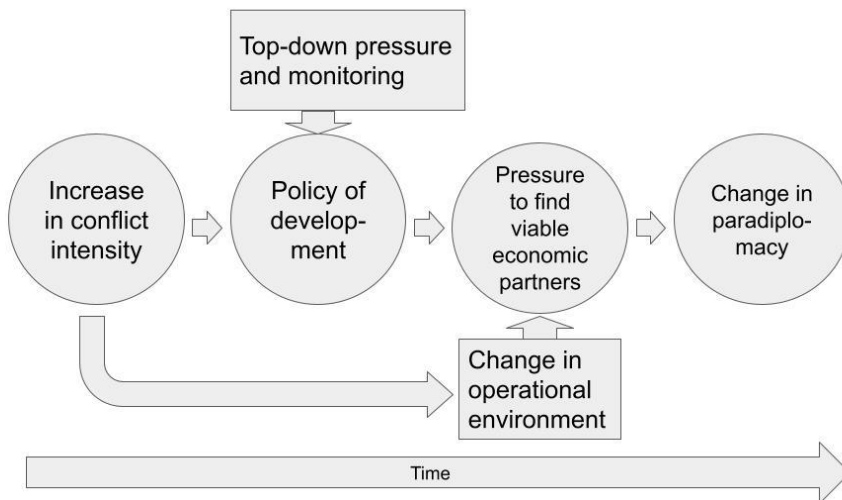 Top-down pressure
and monitoring
Increase
in conflict
intensity
Policy of
develop-
ment
Pressure
to find
viable
economic
partners
Change in
paradiplo-
macy
Change in
operational
environment
Time